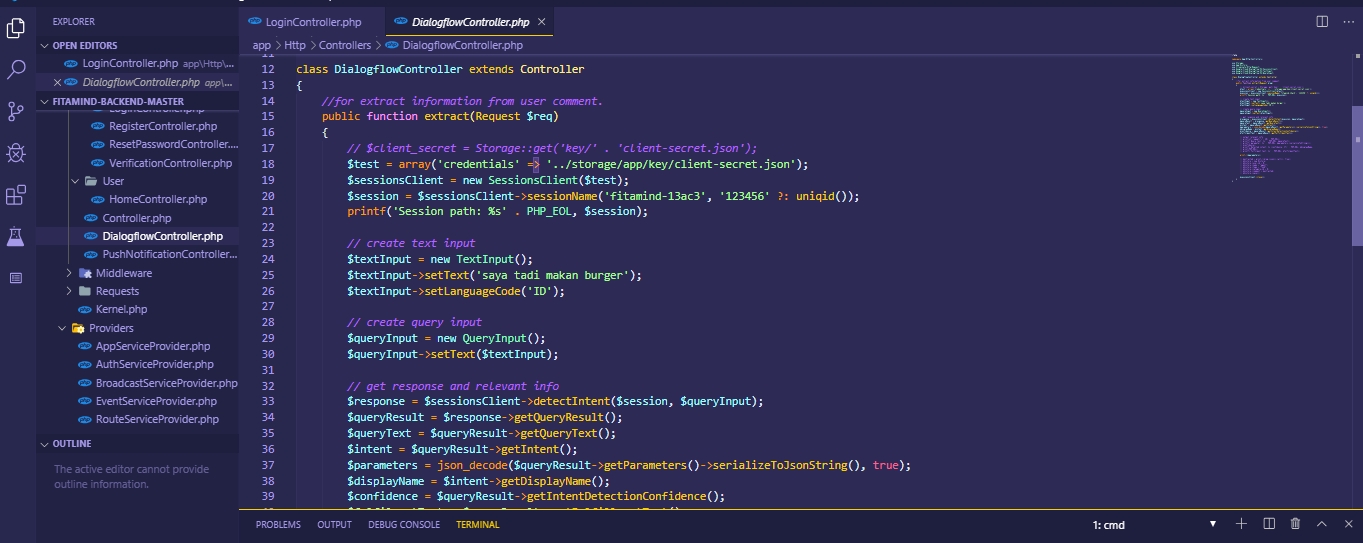 EXPLORER
OPEN EDITORS
LoginController.php app\Http\...
DialogflowController.php app\...
FITAMIND-BACKEND-MASTER
LoginController.php
RegisterController.php
ResetPasswordController....
VerificationController.php
User
HomeController.php
Controller.php
DialogflowController.php
PushNotificationController...
Middleware
Requests
Kernel.php
Providers
AppServiceProvider.php
AuthServiceProvider.php
BroadcastServiceProvider.php
EventServiceProvider.php
RouteServiceProvider.php
OUTLINE
The active editor cannot provide
outline information.
LoginController.php DialogflowController.php
app > Http > Controllers > DialogflowController.php
11
12 class DialogflowController extends Controller
13 {
14 //for extract information from user comment.
15 public function extract(Request $req)
16 {
17 // $client_secret = Storage::get('key/' . 'client-secret.json');
18 $test = array('credentials' => '../storage/app/key/client-secret.json');
19 $sessionsClient = new SessionsClient($test);
20 $session = $sessionsClient->sessionName('fitamind-13ac3', '123456' ?: uniqid());
21 printf('Session path: %s' . PHP_EOL, $session);
22
23 // create text input
24 $textInput = new TextInput();
25 $textInput->setText('saya tadi makan burger');
26 $textInput->setLanguageCode('ID');
27
28 // create query input
29 $queryInput = new QueryInput();
30 $queryInput->setText($textInput);
31
32 // get response and relevant info
33 $response = $sessionsClient->detectIntent($session, $queryInput);
34 $queryResult = $response->getQueryResult();
35 $queryText = $queryResult->getQueryText();
36 $intent = $queryResult->getIntent();
37 $parameters = json_decode($queryResult->getParameters()->serializeToJsonString(), true);
38 $displayName = $intent->getDisplayName();
39 $confidence = $queryResult->getIntentDetectionConfidence();
PROBLEMS OUTPUT DEBUG CONSOLE TERMINAL 1: cmd